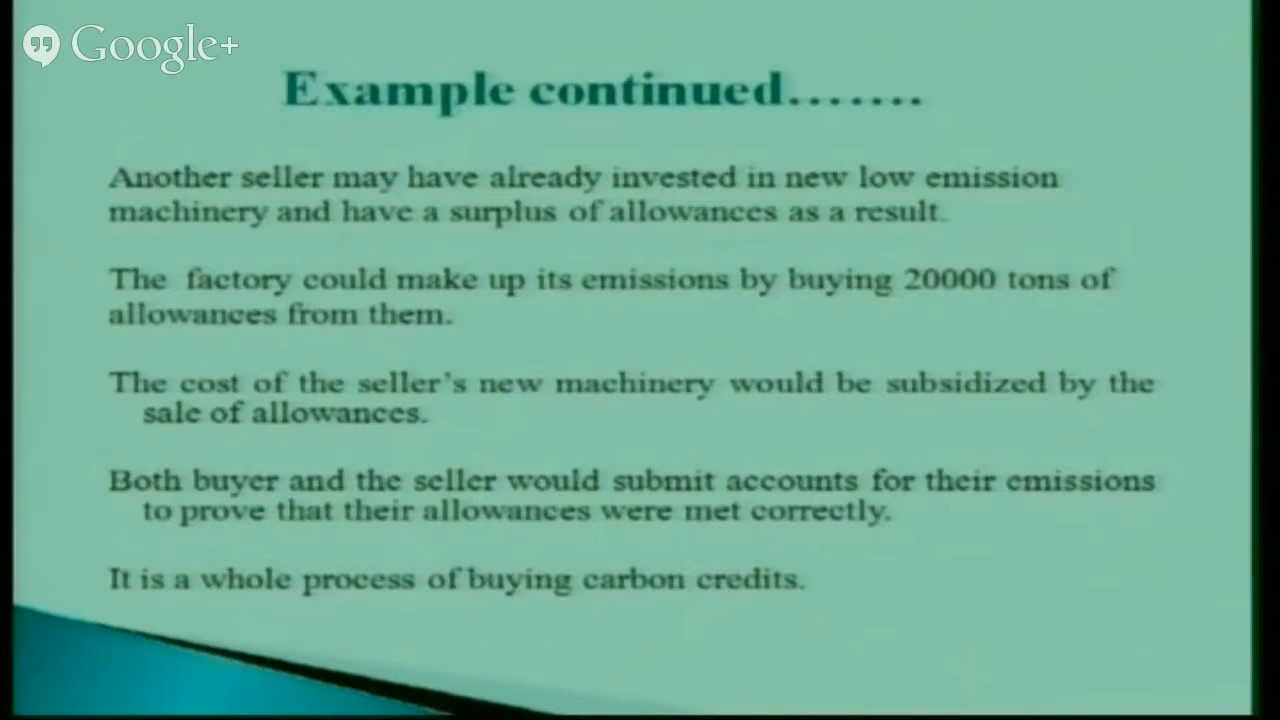 Google+
Example continued.......
Another seller may have already invested in new low emission
machinery and have a surplus of allowances as a result.
The factory could make up its emissions by buying 20000 tons of
allowances from them.
The cost of the seller's new machinery would be subsidized by the
sale of allowances.
Both buyer and the seller would submit accounts for their emissions
to prove that their allowances were met correctly.
It is a whole process of buying carbon credits.